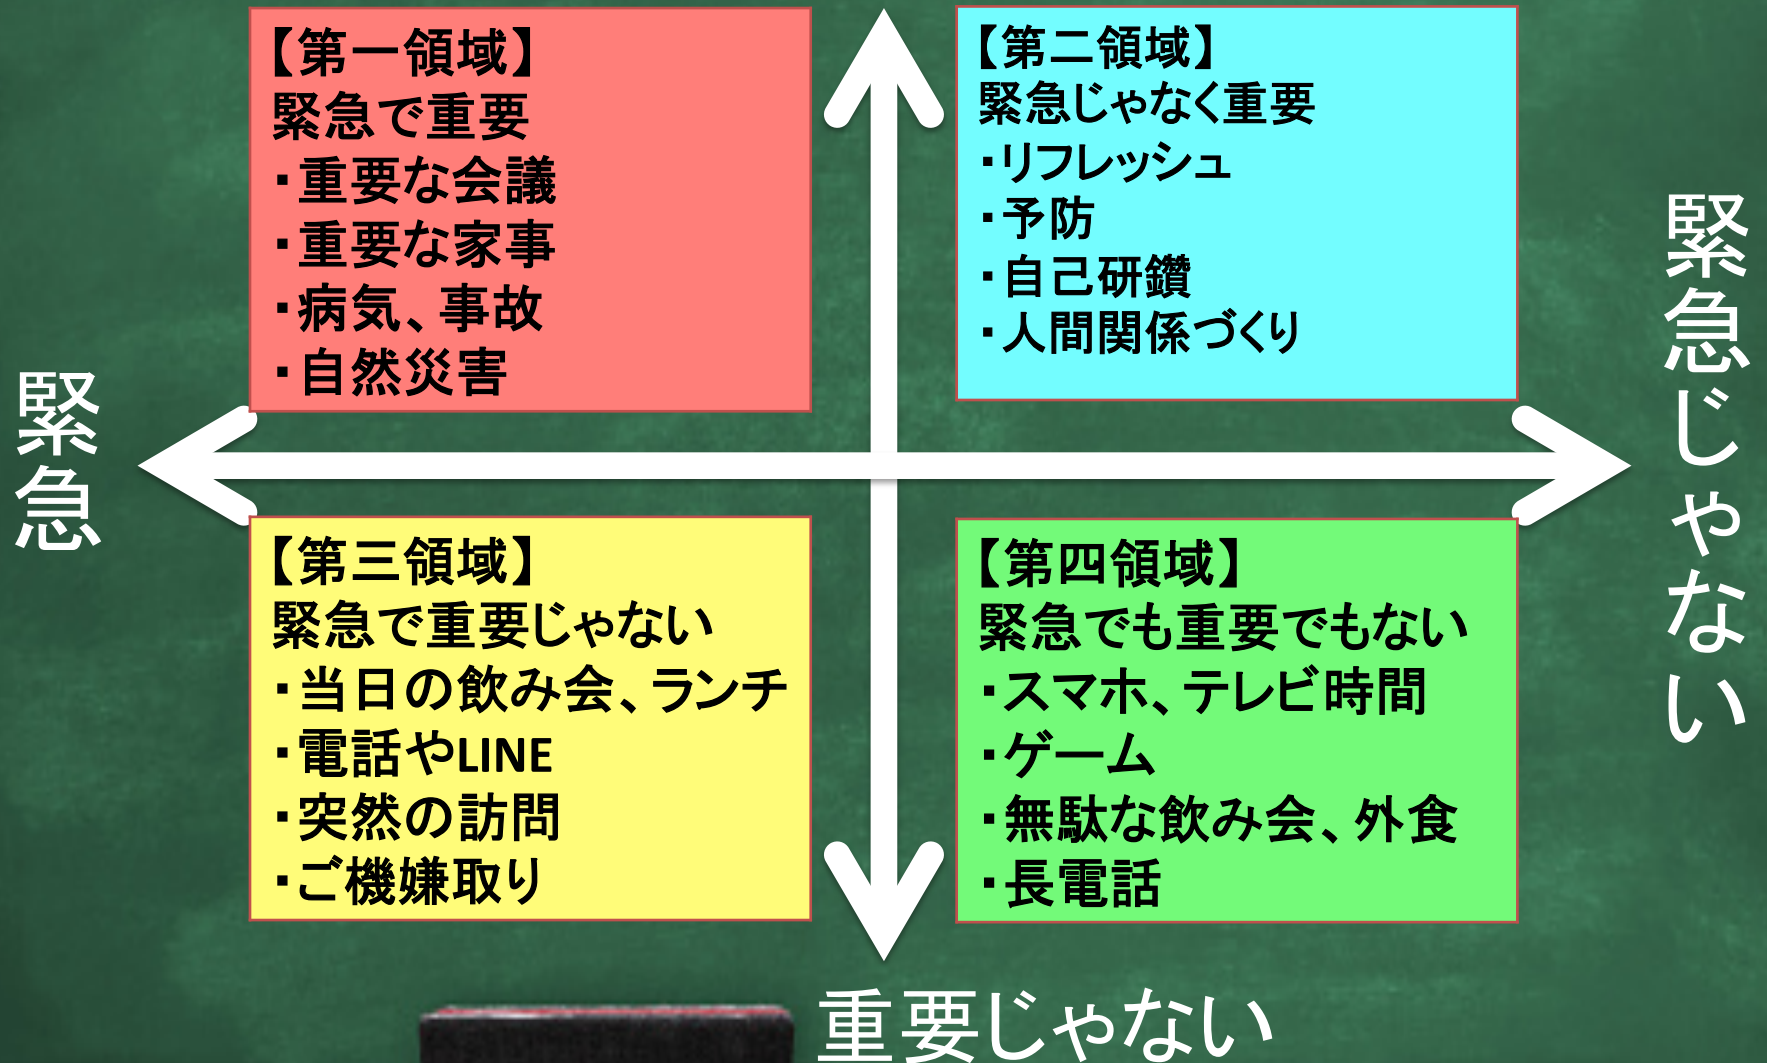 【第一領域】
緊急で重要
・重要な会議
・重要な家事
・病気、事故
・自然災害
【第二領域】
緊急じゃなく重要
・リフレッシュ
・予防
・自己研鑽
・人間関係づくり
緊急
緊急じゃない
【第三領域】
緊急で重要じゃない
・当日の飲み会、ランチ
・電話やLINE
・突然の訪問
・ご機嫌取り
【第四領域】
緊急でも重要でもない
・スマホ、テレビ時間
・ゲーム
・無駄な飲み会、外食
・長電話
重要じゃない